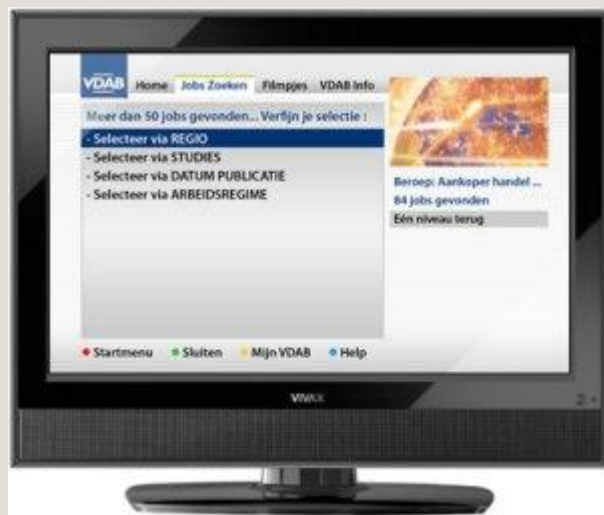 VDAB
Home Jobs Zoeken Filmpjes VDAB Info
Meer dan 50 jobs gevonden... Verfijn je selectie :
- Selecteer via REGIO
- Selecteer via STUDIES
- Selecteer via DATUM PUBLICATIE
- Selecteer via ARBEIDSREGIME
Beroep: Aankoper handel ...
84 jobs gevonden
Eén niveau terug
Startmenu Sluiten Mijn VDAB Help
VIVAX